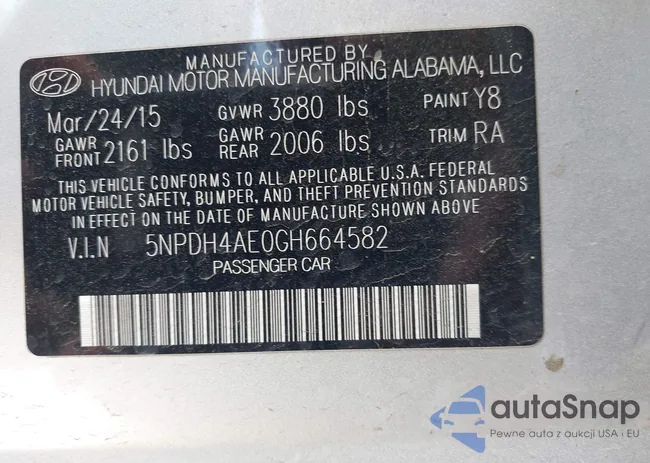 MANUFACTURED BY
HYUNDAI MOTOR MANUFACTURING ALABAMA, LLC
Mar/24/15 GVWR 3880 lbs PAINT Y8
GAWR FRONT 2161 lbs GAWR REAR 2006 lbs TRIM RA
THIS VEHICLE CONFORMS TO ALL APPLICABLE U.S.A. FEDERAL
MOTOR VEHICLE SAFETY, BUMPER, AND THEFT PREVENTION STANDARDS
IN EFFECT ON THE DATE OF MANUFACTURE SHOWN ABOVE
V.I.N 5NPDH4AE0GH664582
PASSENGER CAR
autaSnap
Pewne auta z aukcji USA i EU